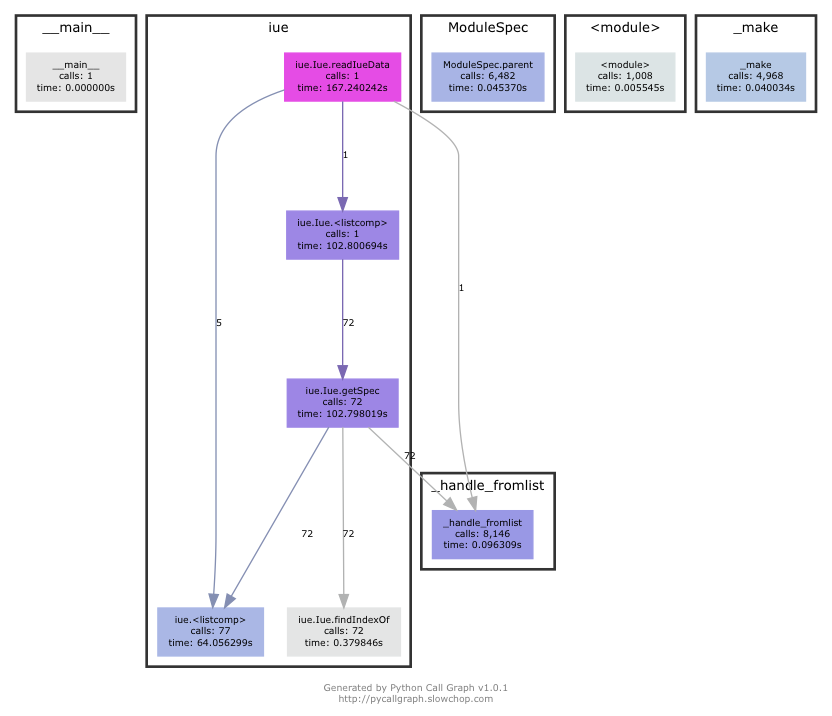 __main__
iue
ModuleSpec
<module>
_make
__main__
calls: 1
time: 0.000000s
iue.Iue.readIueData
calls: 1
time: 167.240242s
ModuleSpec.parent
calls: 6,482
time: 0.045370s
<module>
calls: 1,008
time: 0.005545s
_make
calls: 4,968
time: 0.040034s
1
iue.Iue.<listcomp>
calls: 1
time: 102.800694s
1
5
72
iue.Iue.getSpec
calls: 72
time: 102.798019s
72
_handle_fromlist
_handle_fromlist
calls: 8,146
time: 0.096309s
72
72
iue.<listcomp>
calls: 77
time: 64.056299s
iue.Iue.findIndexOf
calls: 72
time: 0.379846s
Generated by Python Call Graph v1.0.1
http://pycallgraph.slowchop.com